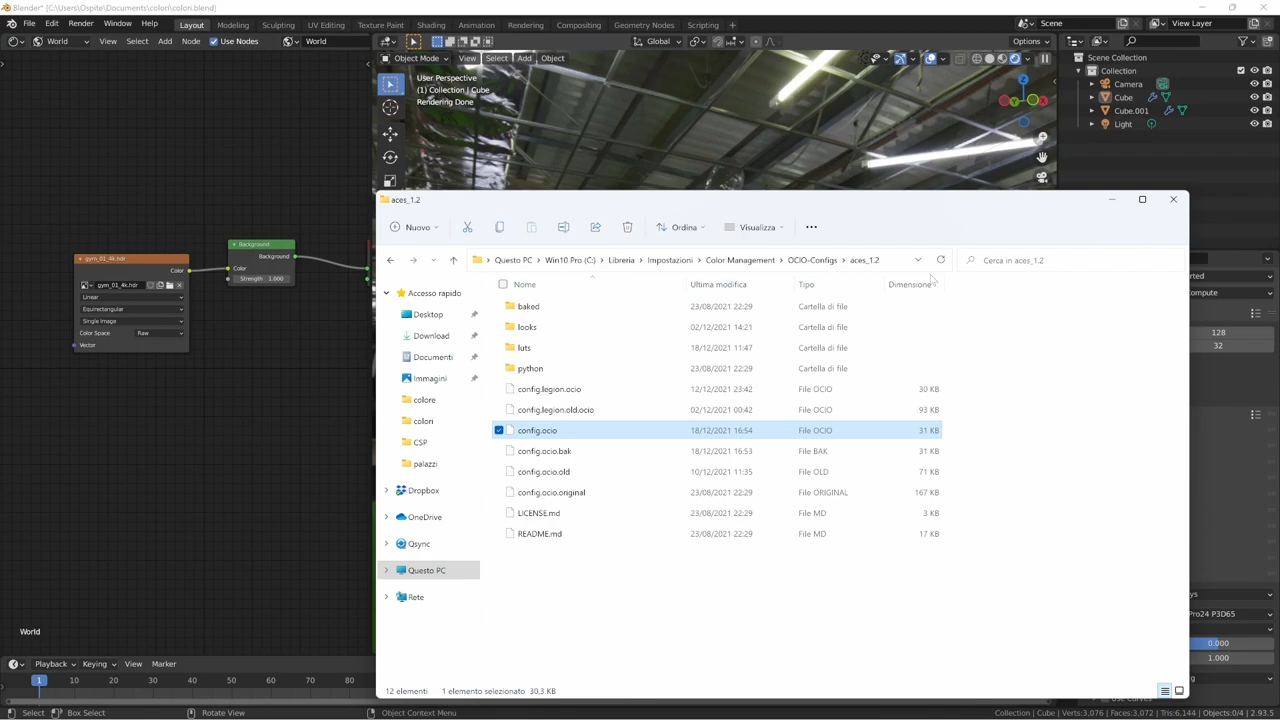 Blender* [C:\Users\Ospite\Documents\colori\colori.blend]
File Edit Render Window Help Layout Modeling Sculpting UV Editing Texture Paint Shading Animation Rendering Compositing Geometry Nodes Scripting + Scene View Layer
World View Select Add Node Use Nodes World Global Options
Object Mode View Select Add Object
User Perspective
(1) Collection | Cube
Rendering Done
Scene Collection
Collection
Camera
Cube
Cube.001
Light
Y
X
Z
gym_01_4k.hdr
Color
gym_01_4k.hdr
Linear
Equirectangular
Single Image
Color Space Raw
Vector
Background
Background
Color
Strength 1.000
World
aces_1.2
Nuovo Ordina Visualizza
Questo PC > Win10 Pro (C:) > Libreria > Impostazioni > Color Management > OCIO-Configs > aces_1.2
Cerca in aces_1.2
Nome Ultima modifica Tipo Dimensione
baked 23/08/2021 22:29 Cartella di file
looks 02/12/2021 14:21 Cartella di file
luts 18/12/2021 11:47 Cartella di file
python 23/08/2021 22:29 Cartella di file
config.legion.ocio 12/12/2021 23:42 File OCIO 30 KB
config.legion.old.ocio 02/12/2021 00:42 File OCIO 93 KB
config.ocio 18/12/2021 16:54 File OCIO 31 KB
config.ocio.bak 18/12/2021 16:53 File BAK 31 KB
config.ocio.old 10/12/2021 11:35 File OLD 71 KB
config.ocio.original 23/08/2021 22:29 File ORIGINAL 167 KB
LICENSE.md 23/08/2021 22:29 File MD 3 KB
README.md 23/08/2021 22:29 File MD 17 KB
Accesso rapido
Desktop
Download
Documenti
Immagini
colore
colori
CSP
palazzi
Dropbox
OneDrive
Qsync
Questo PC
Rete
12 elementi 1 elemento selezionato 30,3 KB
128
32
Pro24 P3D65
0.000
1.000
Playback Keying View Marker
1 10 20 30 40 50 60 70 80
Select Box Select Rotate View Object Context Menu
Collection | Cube | Verts:3,076 | Faces:3,072 | Tris:6,144 | Objects:0/4 | 2.93.5